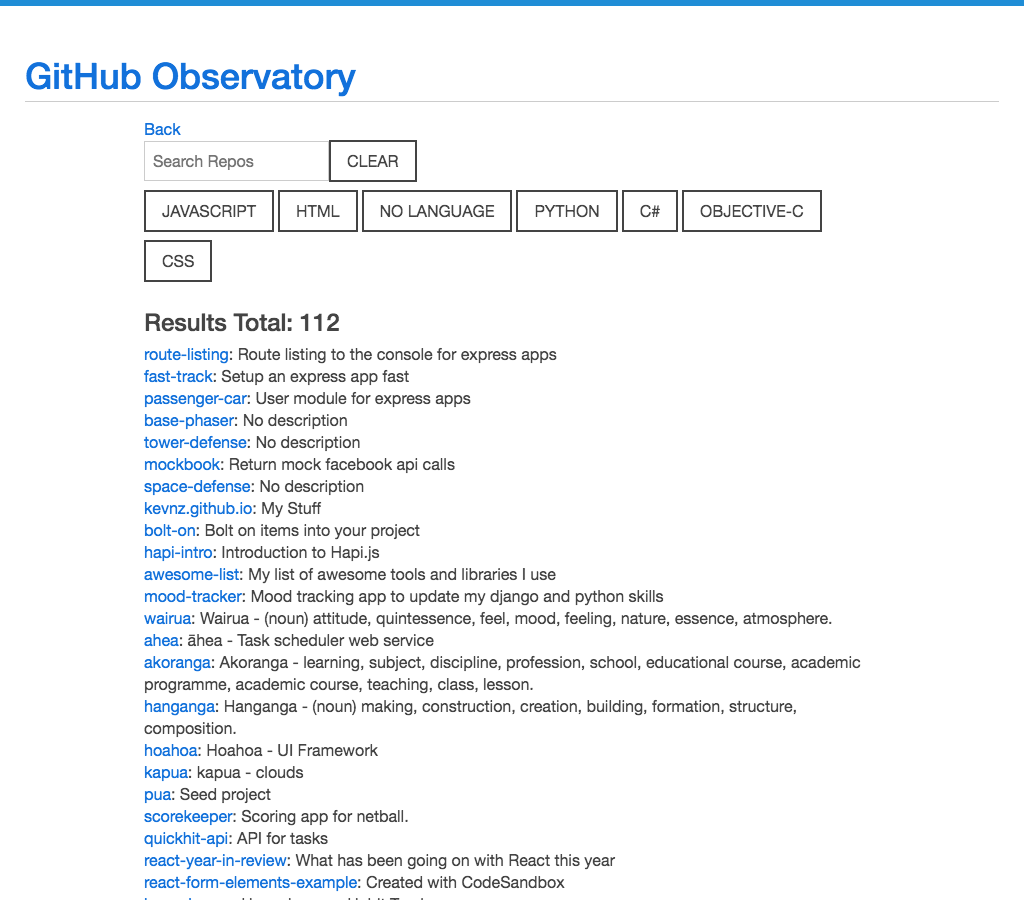 GitHub Observatory
Back
Search Repos CLEAR
JAVASCRIPT HTML NO LANGUAGE PYTHON C# OBJECTIVE-C
CSS
Results Total: 112
route-listing: Route listing to the console for express apps
fast-track: Setup an express app fast
passenger-car: User module for express apps
base-phaser: No description
tower-defense: No description
mockbook: Return mock facebook api calls
space-defense: No description
kevnz.github.io: My Stuff
bolt-on: Bolt on items into your project
hapi-intro: Introduction to Hapi.js
awesome-list: My list of awesome tools and libraries I use
mood-tracker: Mood tracking app to update my django and python skills
wairua: Wairua - (noun) attitude, quintessence, feel, mood, feeling, nature, essence, atmosphere.
ahea: āhea - Task scheduler web service
akoranga: Akoranga - learning, subject, discipline, profession, school, educational course, academic
programme, academic course, teaching, class, lesson.
hanganga: Hanganga - (noun) making, construction, creation, building, formation, structure,
composition.
hoahoa: Hoahoa - UI Framework
kapua: kapua - clouds
pua: Seed project
scorekeeper: Scoring app for netball.
quickhit-api: API for tasks
react-year-in-review: What has been going on with React this year
react-form-elements-example: Created with CodeSandbox